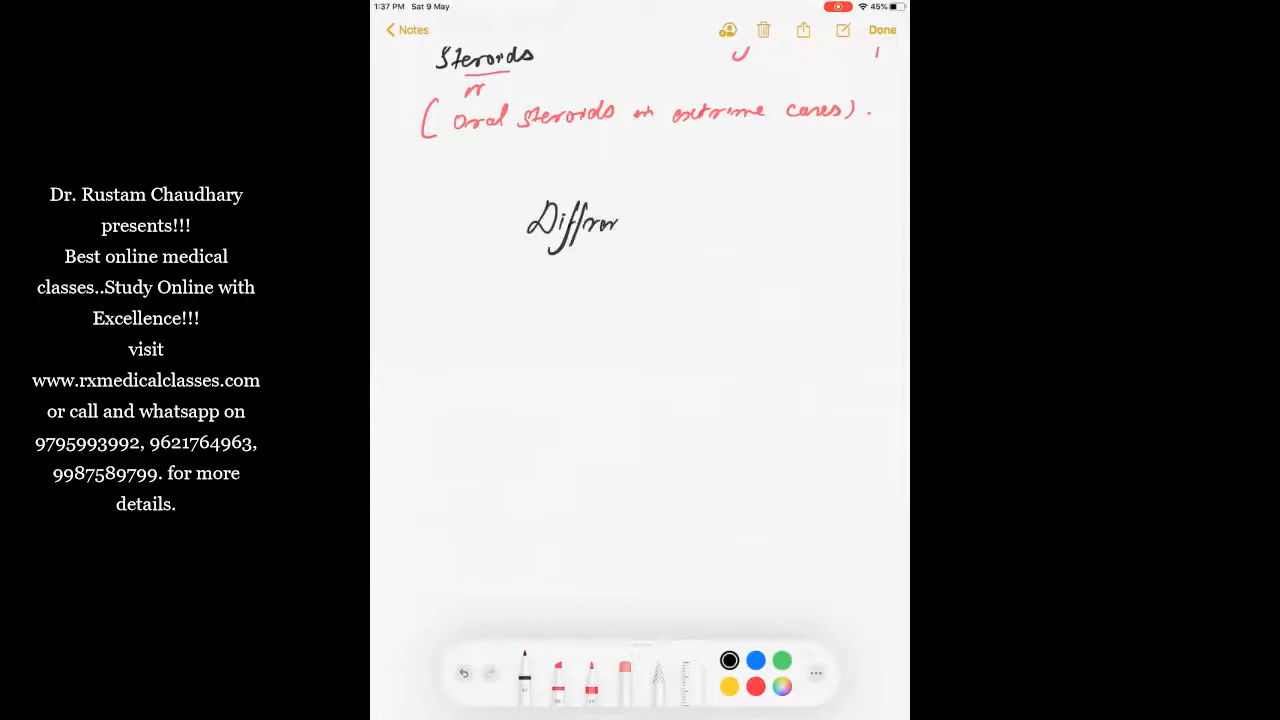 1:37 PM Sat 9 May
45%
Notes
Done
Steroids
(Oral steroids in extreme cases).
Dr. Rustam Chaudhary
presents!!!
Best online medical
classes..Study Online with
Excellence!!!
visit
www.rxmedicalclasses.com
or call and whatsapp on
9795993992, 9621764963,
9987589799. for more
details.